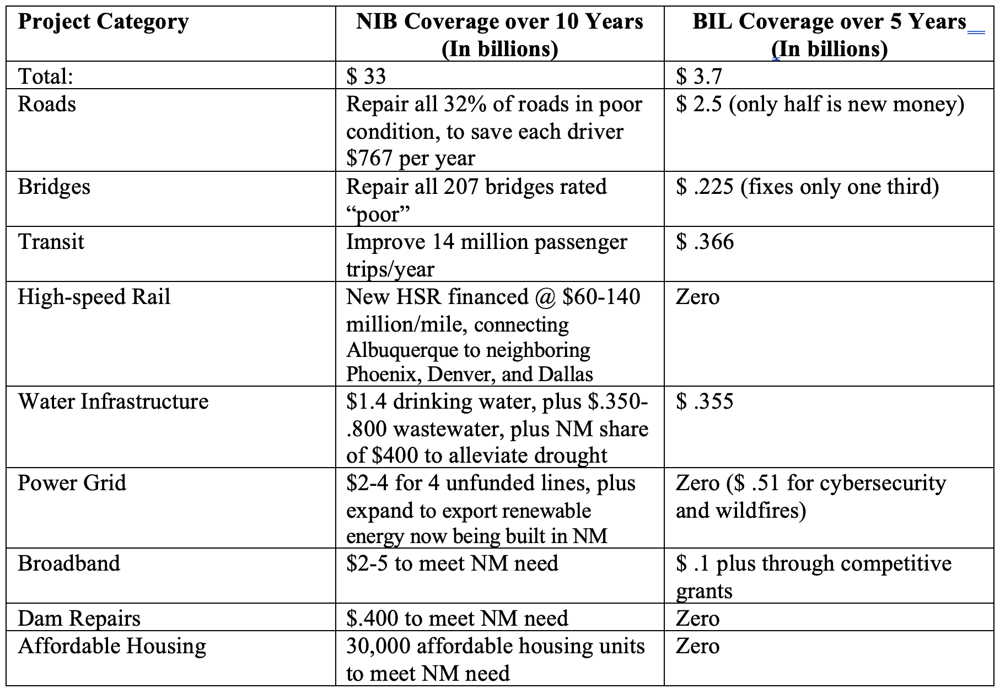 Project Category
NIB Coverage over 10 Years
(In billions)
BIL Coverage over 5 Years
(In billions)
Total:
$ 33
$ 3.7
Roads
Repair all 32% of roads in poor
condition, to save each driver
$767 per year
$ 2.5 (only half is new money)
Bridges
Repair all 207 bridges rated
“poor”
$ .225 (fixes only one third)
Transit
Improve 14 million passenger
trips/year
$ .366
High-speed Rail
New HSR financed @ $60-140
million/mile, connecting
Albuquerque to neighboring
Phoenix, Denver, and Dallas
Zero
Water Infrastructure
$1.4 drinking water, plus $.350-
.800 wastewater, plus NM share
of $400 to alleviate drought
$ .355
Power Grid
$2-4 for 4 unfunded lines, plus
expand to export renewable
energy now being built in NM
Zero ($ .51 for cybersecurity
and wildfires)
Broadband
$2-5 to meet NM need
$ .1 plus through competitive
grants
Dam Repairs
$.400 to meet NM need
Zero
Affordable Housing
30,000 affordable housing units
to meet NM need
Zero